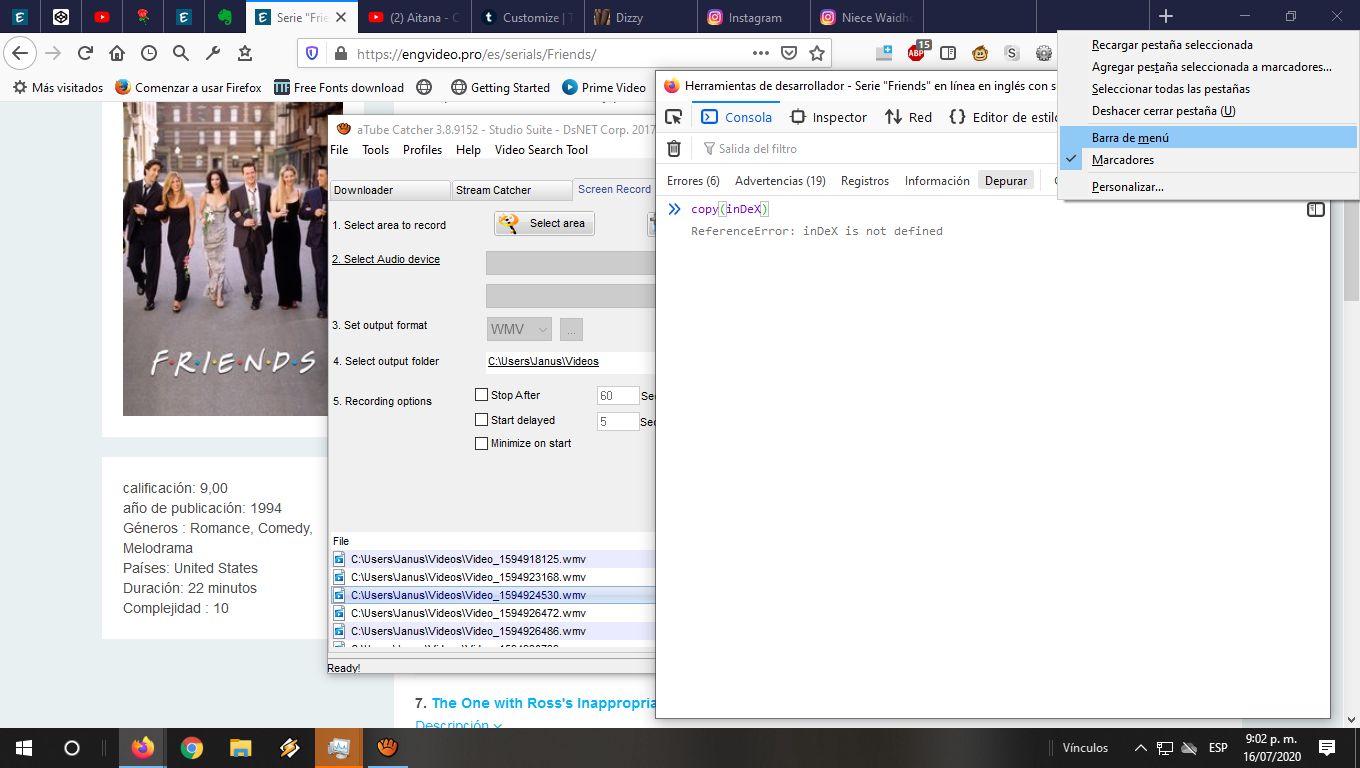 Serie "Frie
(2) Aitana - C
Customize | T
Dizzy
Instagram
Niece Waidh
https://engvideo.pro/es/serials/Friends/
15
ABP
S
Más visitados
Comenzar a usar Firefox
Free Fonts download
Getting Started
Prime Video
Recargar pestaña seleccionada
Agregar pestaña seleccionada a marcadores...
Seleccionar todas las pestañas
Deshacer cerrar pestaña (U)
Barra de menú
Marcadores
Personalizar...
F·R·I·E·N·D·S
calificación: 9,00
año de publicación: 1994
Géneros : Romance, Comedy,
Melodrama
Países: United States
Duración: 22 minutos
Complejidad : 10
aTube Catcher 3.8.9152 - Studio Suite - DsNET Corp. 2017
File Tools Profiles Help Video Search Tool
Downloader
Stream Catcher
Screen Record
1. Select area to record
Select area
2. Select Audio device
3. Set output format
WMV
...
4. Select output folder
C:\Users\Janus\Videos
5. Recording options
Stop After
60
Sec
Start delayed
5
Sec
Minimize on start
File
C:\Users\Janus\Videos\Video_1594918125.wmv
C:\Users\Janus\Videos\Video_1594923168.wmv
C:\Users\Janus\Videos\Video_1594924530.wmv
C:\Users\Janus\Videos\Video_1594926472.wmv
C:\Users\Janus\Videos\Video_1594926486.wmv
Ready!
Herramientas de desarrollador - Serie "Friends" en línea en inglés con s
Consola
Inspector
Red
Editor de estilo
Salida del filtro
Errores (6)
Advertencias (19)
Registros
Información
Depurar
copy(inDeX)
ReferenceError: inDeX is not defined
7. The One with Ross's Inappropria
Descripción
Vínculos
ESP
9:02 p. m.
16/07/2020